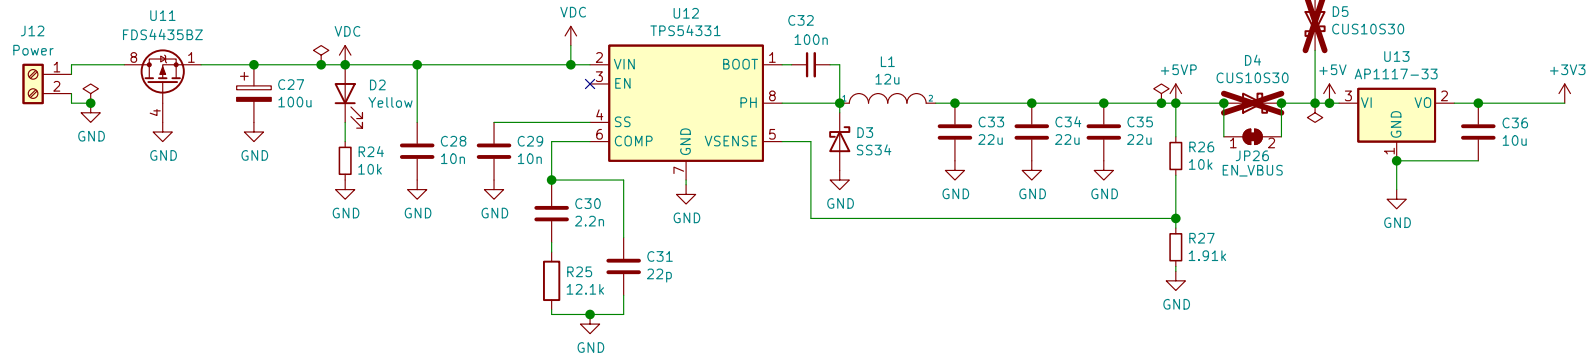 J12
Power
1
2
GND
U11
FDS4435BZ
8
1
4
GND
+
C27
100u
GND
VDC
D2
Yellow
R24
10k
GND
C28
10n
GND
C29
10n
GND
VDC
U12
TPS54331
2
VIN
3
EN
4
SS
6
COMP
BOOT
1
PH
8
VSENSE
5
GND
7
GND
C30
2.2n
R25
12.1k
C31
22p
GND
C32
100n
L1
12u
1
2
D3
SS34
GND
C33
22u
GND
C34
22u
GND
C35
22u
GND
+5VP
R26
10k
R27
1.91k
GND
D4
CUS10S30
1
2
JP26
EN_VBUS
D5
CUS10S30
+5V
U13
AP1117-33
3
VI
VO
2
GND
1
GND
C36
10u
+3V3